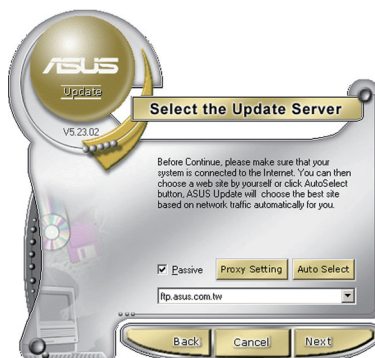 ASUS
Update
V5.23.02
Select the Update Server
Before Continue, please make sure that your
system is connected to the Internet. You can then
choose a web site by yourself or click AutoSelect
button, ASUS Update will choose the best site
based on network traffic automatically for you.
Passive
Proxy Setting
Auto Select
ftp.asus.com.tw
Back
Cancel
Next